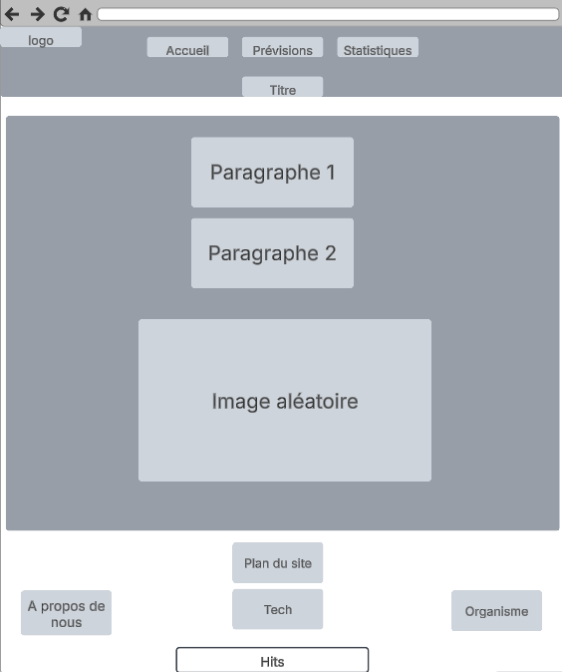 logo
Accueil
Prévisions
Statistiques
Titre
Paragraphe 1
Paragraphe 2
Image aléatoire
Plan du site
A propos de
nous
Tech
Organisme
Hits